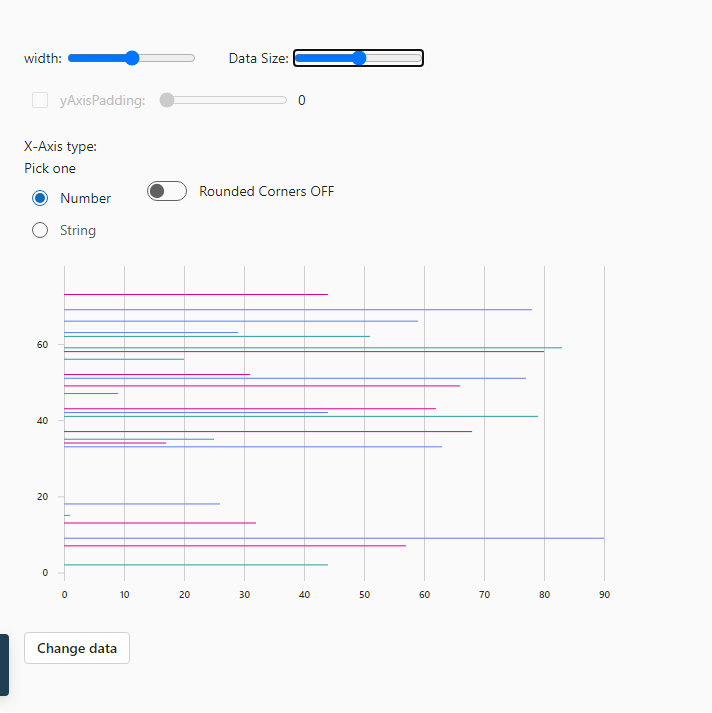 width: Data Size:
yAxisPadding: 0
X-Axis type:
Pick one
Number Rounded Corners OFF
String
60
40
20
0
0 10 20 30 40 50 60 70 80 90
Change data